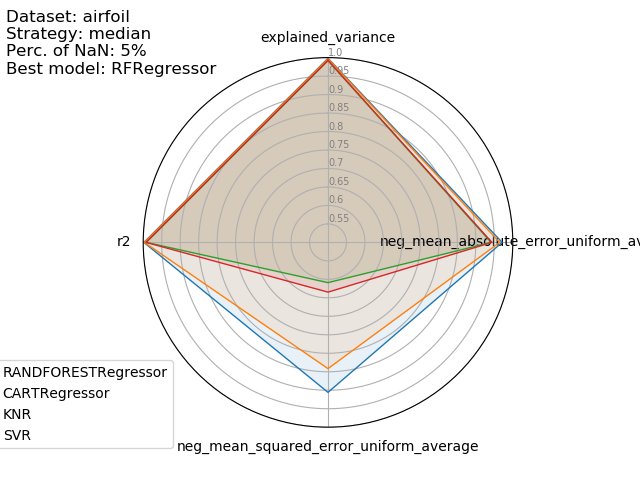 Dataset: airfoil
Strategy: median
Perc. of NaN: 5%
Best model: RFRegressor
explained_variance
1.0
0.95
0.9
0.85
0.8
0.75
0.7
0.65
0.6
0.55
r2
neg_mean_absolute_error_uniform_av
RANDFORESTRegressor
CARTRegressor
KNR
SVR
neg_mean_squared_error_uniform_average